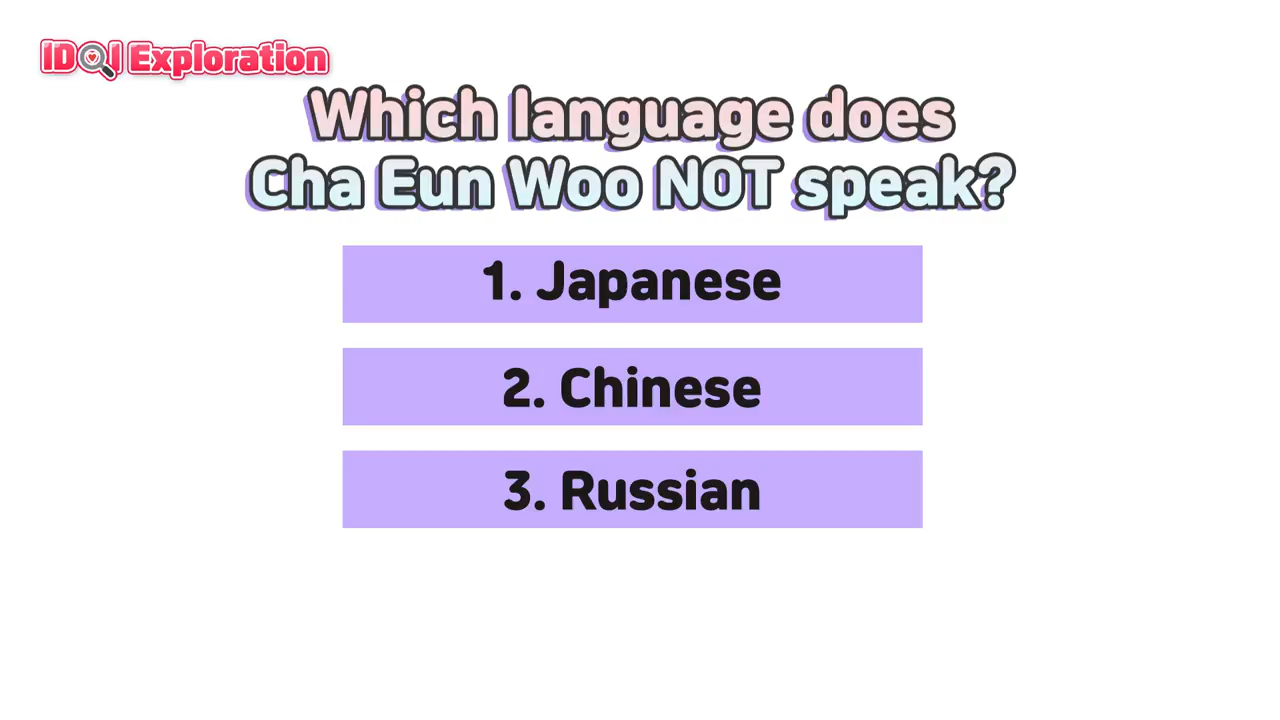 IDOL Exploration
Which language does
Cha Eun Woo NOT speak?
1. Japanese
2. Chinese
3. Russian